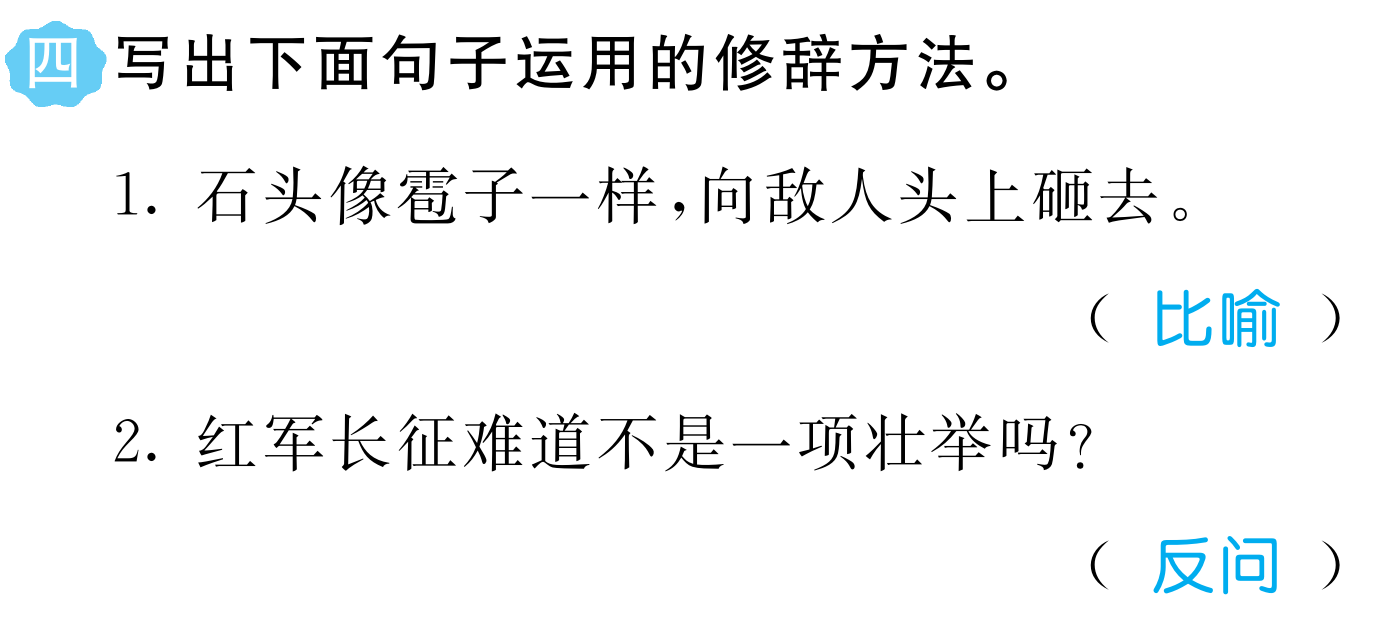 四 写出下面句子运用的修辞方法。
1. 石头像雹子一样,向敌人头上砸去。
( 比喻 )
2. 红军长征难道不是一项壮举吗?
( 反问 )